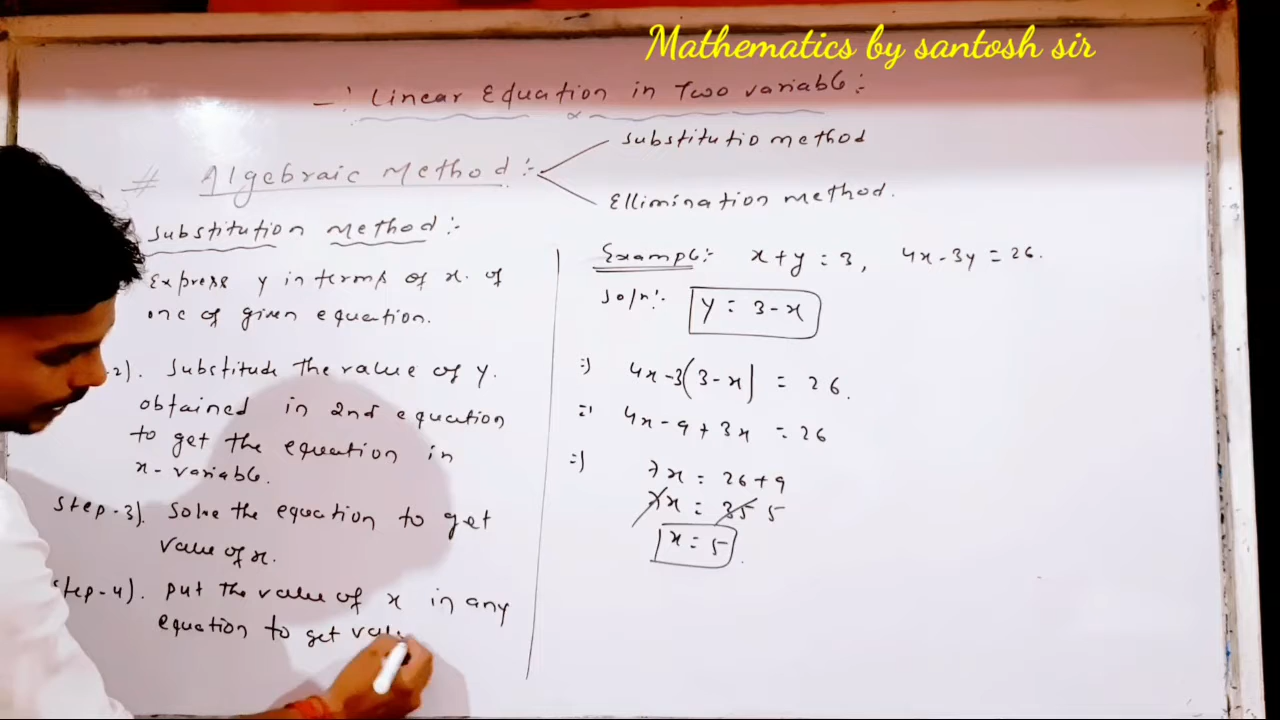 Mathematics by santosh sir
Linear Equation in Two variable:
# Algebraic Method:-
Substitutio method
Ellimination method.
Substitution Method:-
Express y in terms of x. of
one of given equation.
2). Substitude the value of y.
obtained in 2nd equation
to get the equation in
x-variable.
Step-3). Solve the equation to get
value of x.
Step-4). put the value of x in any
equation to get val
Example:- x + y = 3, 4x - 3y = 26.
Soln:- y = 3 - x
=) 4x - 3(3 - x) = 26.
=) 4x - 9 + 3x = 26
=) 7x = 26 + 9
7x = 35 5
x = 5